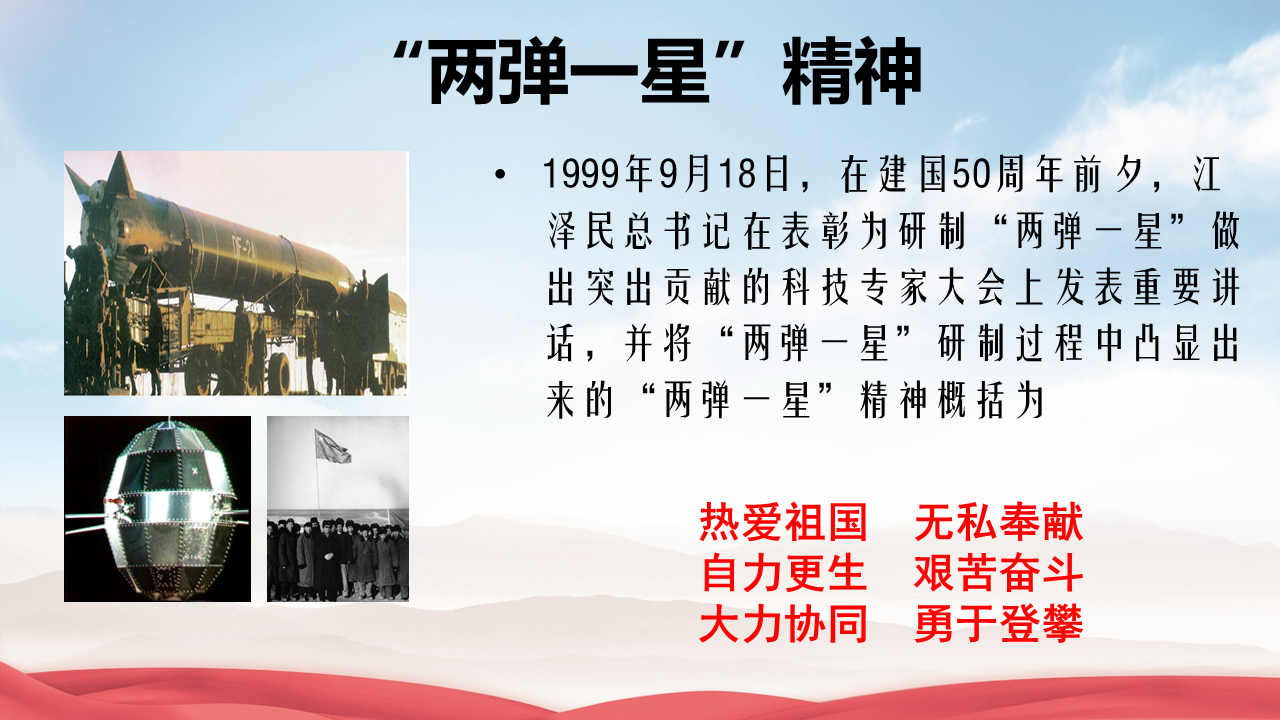 “两弹一星”精神
• 1999年9月18日，在建国50周年前夕，江
泽民总书记在表彰为研制“两弹一星”做
出突出贡献的科技专家大会上发表重要讲
话，并将“两弹一星”研制过程中凸显出
来的“两弹一星”精神概括为
热爱祖国 无私奉献
自力更生 艰苦奋斗
大力协同 勇于登攀
DF-2A